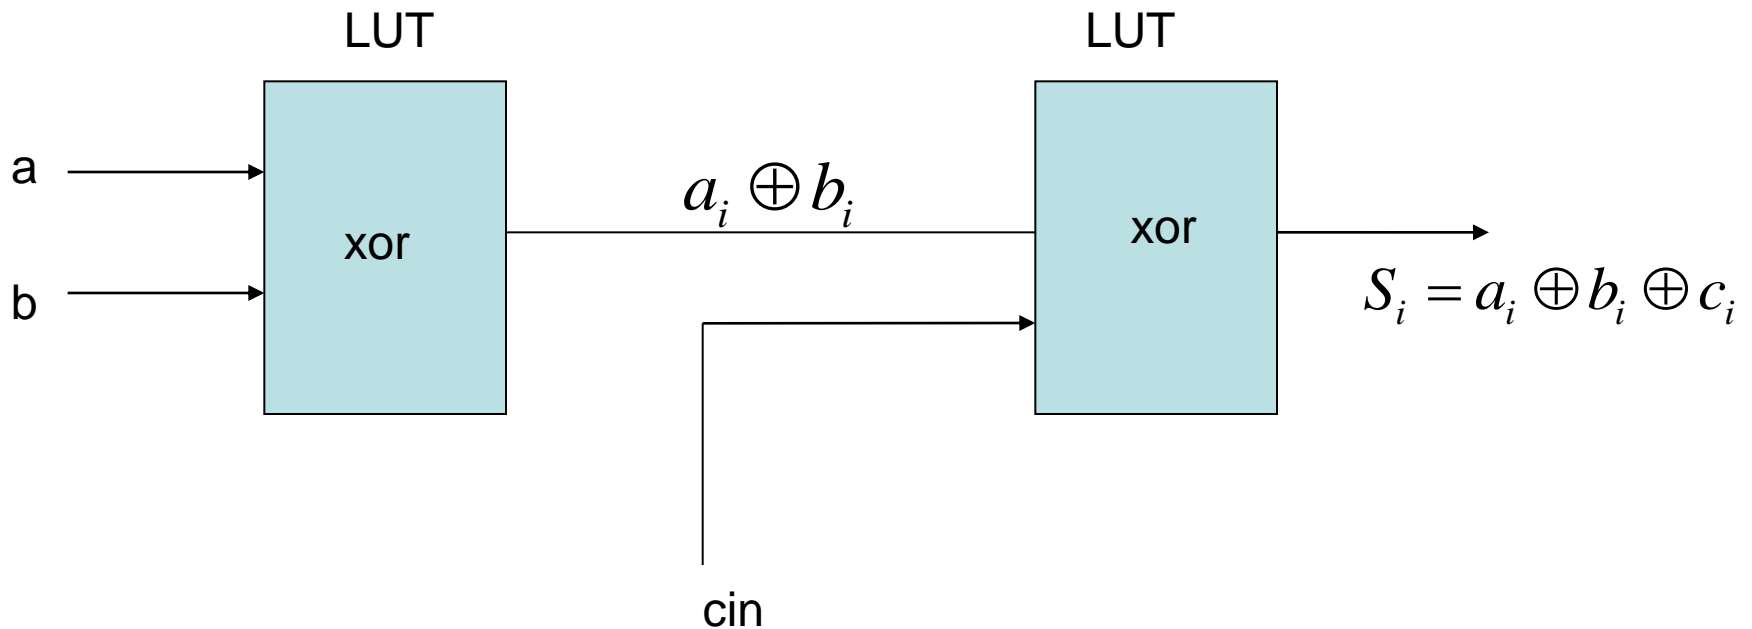 LUT
LUT
a
b
xor
a_i ⊕ b_i
xor
S_i = a_i ⊕ b_i ⊕ c_i
cin